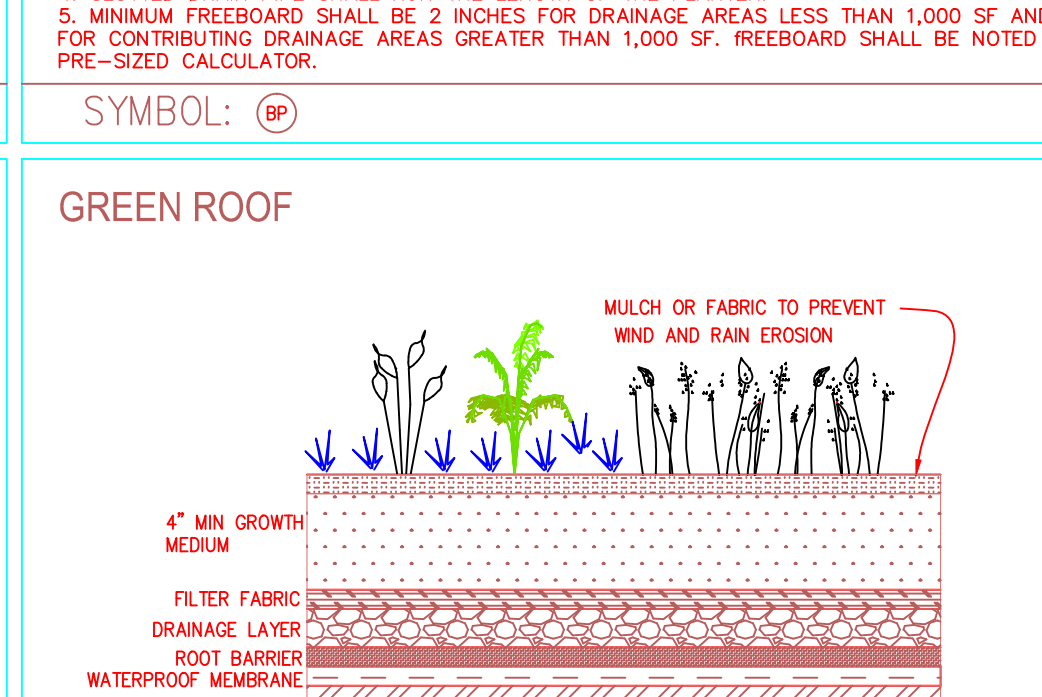 5. MINIMUM FREEBOARD SHALL BE 2 INCHES FOR DRAINAGE AREAS LESS THAN 1,000 SF AND
FOR CONTRIBUTING DRAINAGE AREAS GREATER THAN 1,000 SF. fREEBOARD SHALL BE NOTED
PRE-SIZED CALCULATOR.
SYMBOL: BP
GREEN ROOF
MULCH OR FABRIC TO PREVENT
WIND AND RAIN EROSION
4" MIN GROWTH
MEDIUM
FILTER FABRIC
DRAINAGE LAYER
ROOT BARRIER
WATERPROOF MEMBRANE